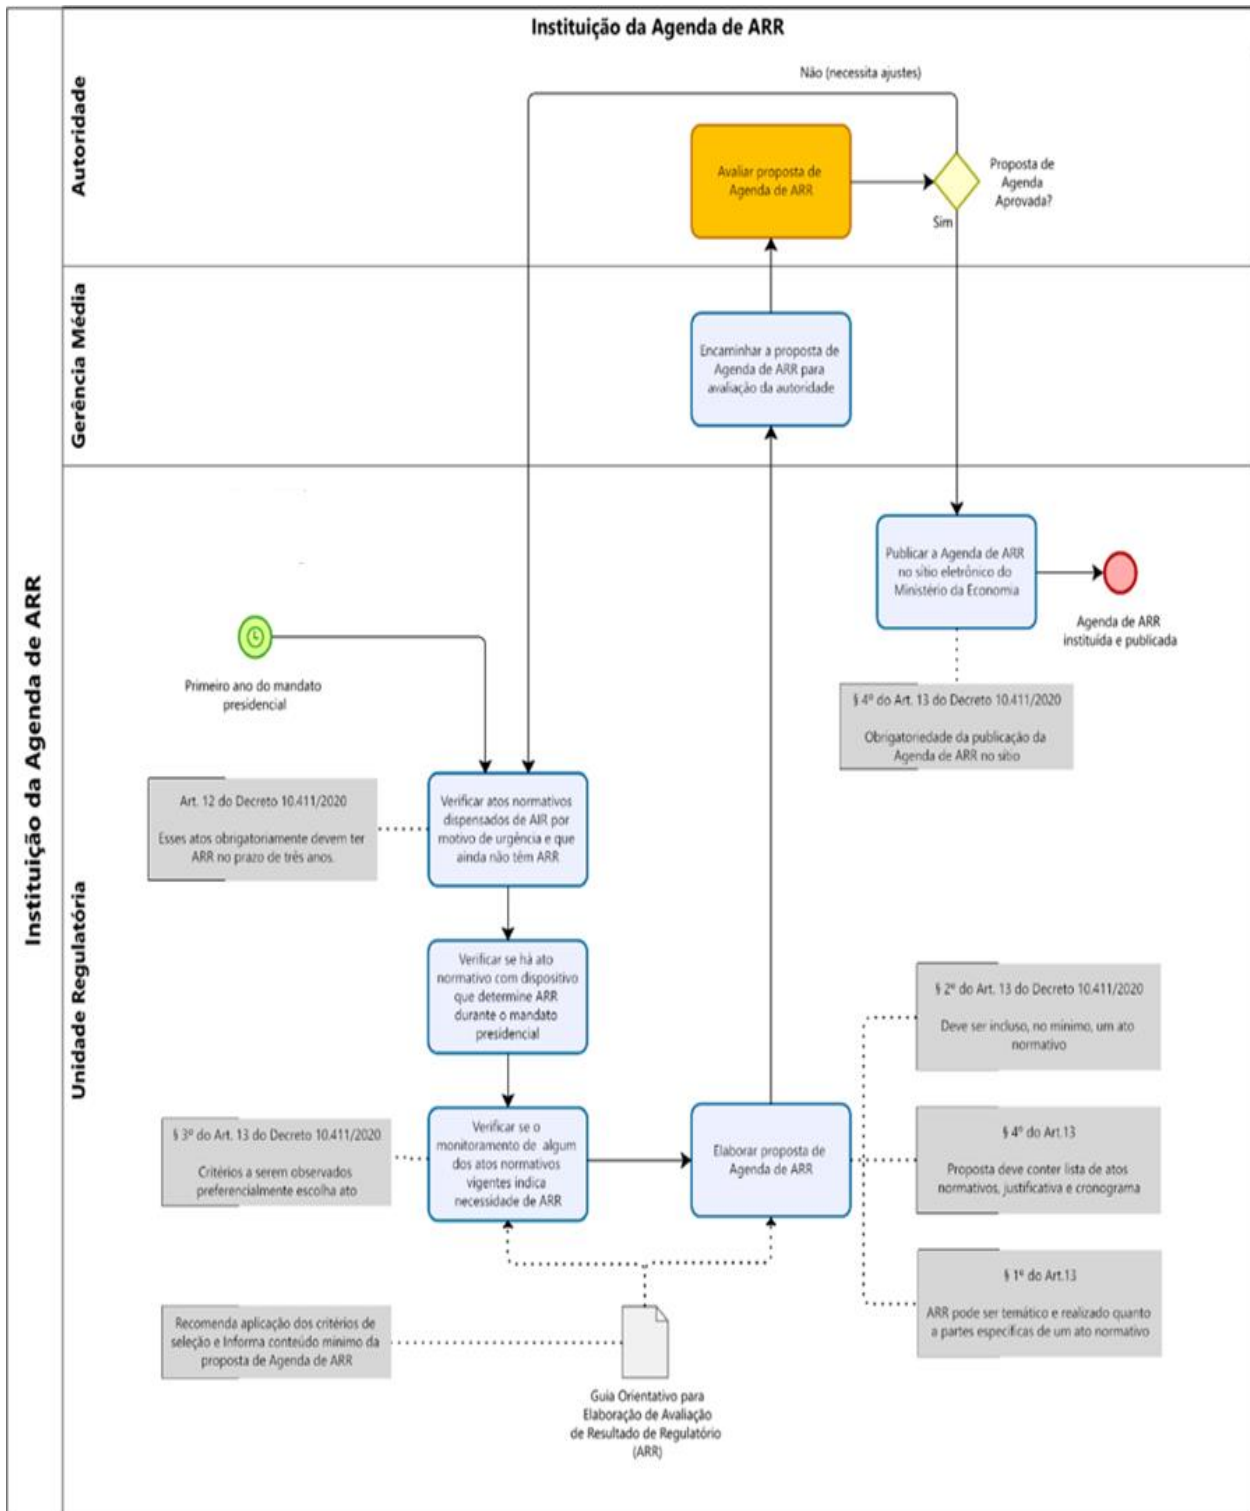 Instituição da Agenda de ARR
Instituição da Agenda de ARR
Autoridade
Não (necessita ajustes)
Avaliar proposta de
Agenda de ARR
Proposta de
Agenda
Aprovada?
Sim
Gerência Média
Encaminhar a proposta de
Agenda de ARR para
avaliação da autoridade
Unidade Regulatória
Publicar a Agenda de ARR
no sítio eletrônico do
Ministério da Economia
Agenda de ARR
instituída e publicada
Primeiro ano do mandato
presidencial
§ 4º do Art. 13 do Decreto 10.411/2020
Obrigatoriedade da publicação da
Agenda de ARR no sítio
Art. 12 do Decreto 10.411/2020
Esses atos obrigatoriamente devem ter
ARR no prazo de três anos.
Verificar atos normativos
dispensados de AIR por
motivo de urgência e que
ainda não têm ARR
Verificar se há ato
normativo com dispositivo
que determine ARR
durante o mandato
presidencial
§ 2º do Art. 13 do Decreto 10.411/2020
Deve ser incluso, no mínimo, um ato
normativo
§ 3º do Art. 13 do Decreto 10.411/2020
Critérios a serem observados
preferencialmente escolha ato
Verificar se o
monitoramento de algum
dos atos normativos
vigentes indica
necessidade de ARR
Elaborar proposta de
Agenda de ARR
§ 4º do Art.13
Proposta deve conter lista de atos
normativos, justificativa e cronograma
§ 1º do Art.13
ARR pode ser temático e realizado quanto
a partes específicas de um ato normativo
Recomenda aplicação dos critérios de
seleção e Informa conteúdo mínimo da
proposta de Agenda de ARR
Guia Orientativo para
Elaboração de Avaliação
de Resultado de Regulatório
(ARR)